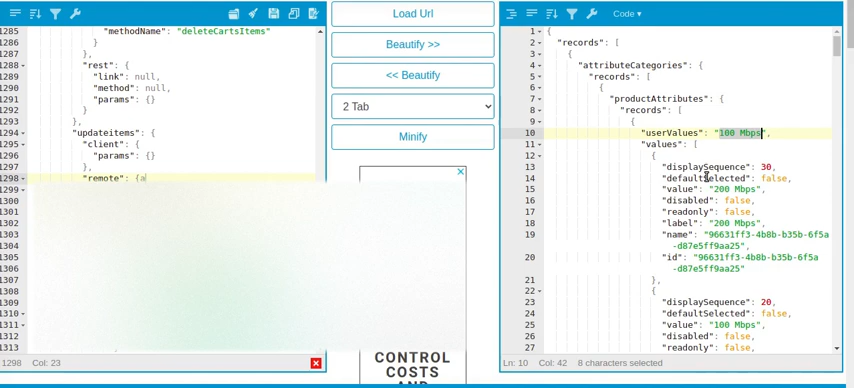 1285 "methodName": "deleteCartsItems"
1286 }
1287 },
1288 "rest": {
1289 "link": null,
1290 "method": null,
1291 "params": {}
1292 }
1293 },
1294 "updateitems": {
1295 "client": {
1296 "params": {}
1297 },
1298 "remote": {a
1299
1300
1301
1302
1303
1304
1305
1306
1307
1308
1309
1310
1311
1312
1313
1298 Col: 23
Load Url
Beautify >>
<< Beautify
2 Tab
Minify
CONTROL
COSTS
AND
Code ▾
1 {
2 "records": [
3 {
4 "attributeCategories": {
5 "records": [
6 {
7 "productAttributes": {
8 "records": [
9 {
10 "userValues": "100 Mbps",
11 "values": [
12 {
13 "displaySequence": 30,
14 "defaultSelected": false,
15 "value": "200 Mbps",
16 "disabled": false,
17 "readonly": false,
18 "label": "200 Mbps",
19 "name": "96631ff3-4b8b-b35b-6f5a
-d87e5ff9aa25",
20 "id": "96631ff3-4b8b-b35b-6f5a
-d87e5ff9aa25"
21 },
22 {
23 "displaySequence": 20,
24 "defaultSelected": false,
25 "value": "100 Mbps",
26 "disabled": false,
27 "readonly": false,
Ln: 10 Col: 42 8 characters selected